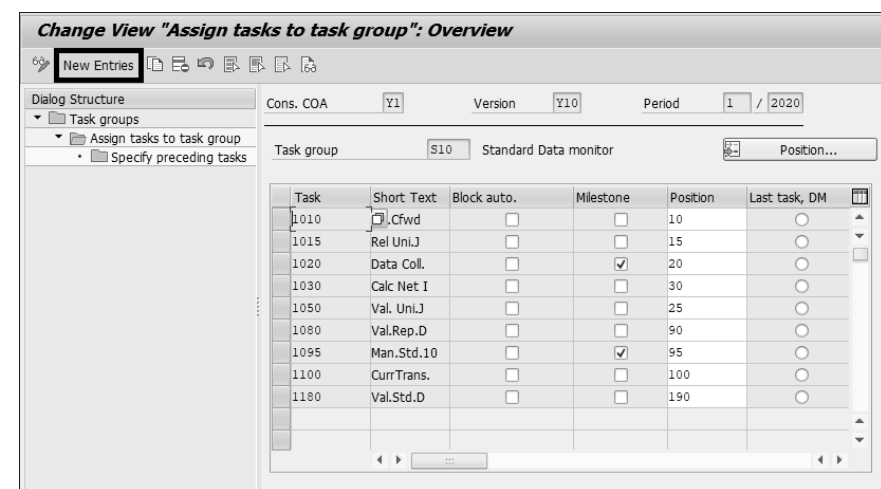 Change View "Assign tasks to task group": Overview
New Entries
Dialog Structure
Task groups
Assign tasks to task group
Specify preceding tasks
Cons. COA Y1 Version Y10 Period 1 / 2020
Task group S10 Standard Data monitor Position...
Task Short Text Block auto. Milestone Position Last task, DM
1010 .Cfwd 10
1015 Rel Uni.J 15
1020 Data Coll. 20
1030 Calc Net I 30
1050 Val. Uni.J 25
1080 Val.Rep.D 90
1095 Man.Std.10 95
1100 CurrTrans. 100
1180 Val.Std.D 190